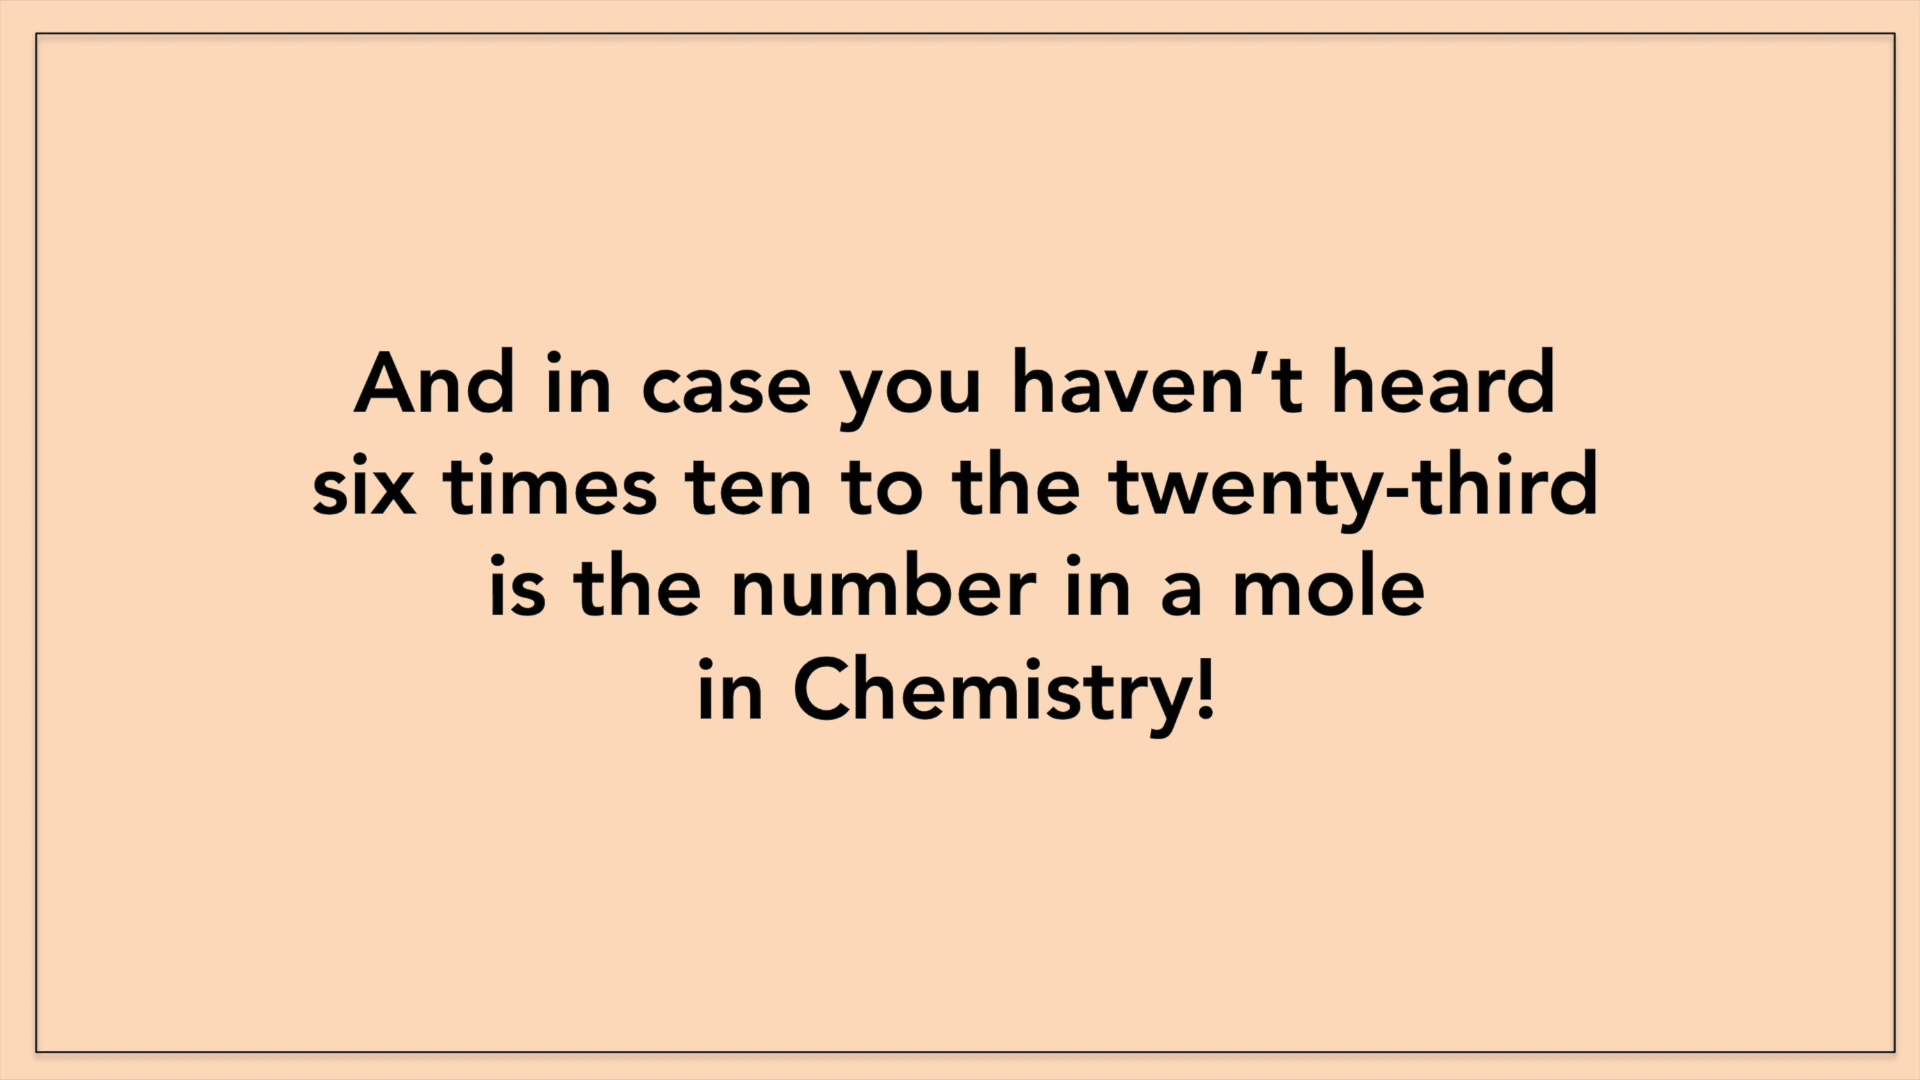 And in case you haven’t heard
six times ten to the twenty-third
is the number in a mole
in Chemistry!